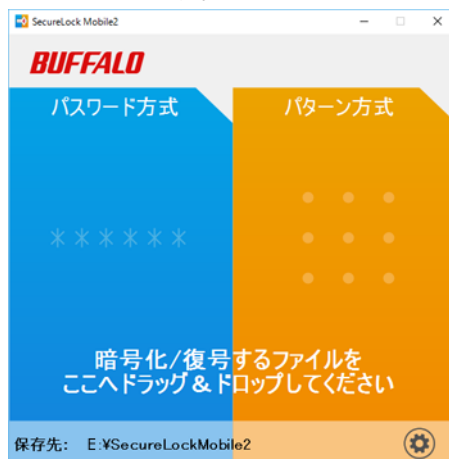 SecureLock Mobile2
BUFFALO
パスワード方式
パターン方式
******
暗号化/復号するファイルを
ここへドラッグ＆ドロップしてください
保存先： E:¥SecureLockMobile2